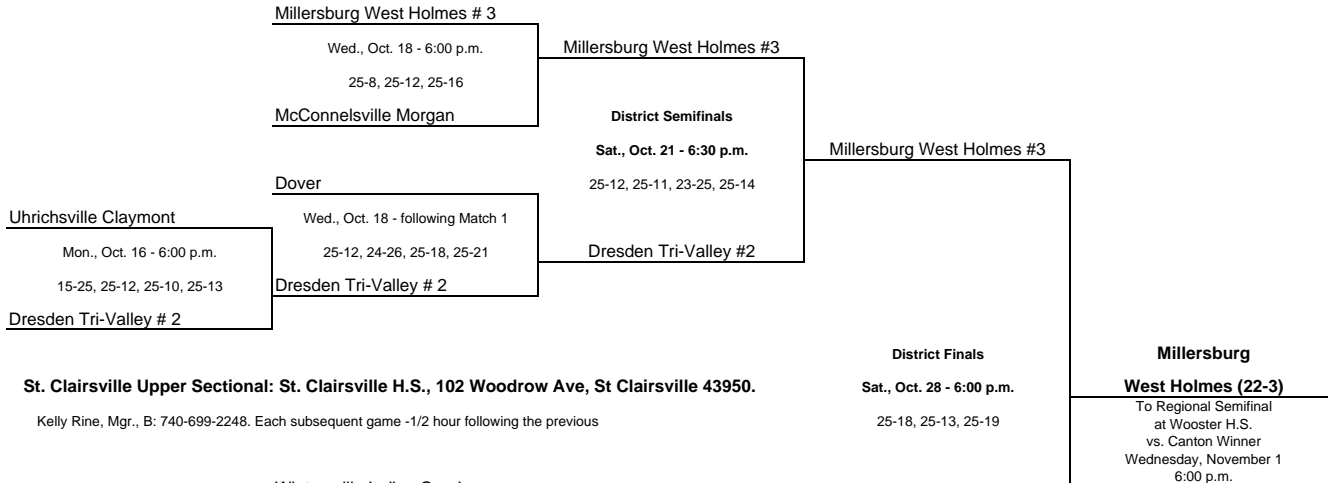 Millersburg West Holmes # 3
Wed., Oct. 18 - 6:00 p.m.
25-8, 25-12, 25-16
McConnelsville Morgan
Millersburg West Holmes #3
District Semifinals
Sat., Oct. 21 - 6:30 p.m.
25-12, 25-11, 23-25, 25-14
Millersburg West Holmes #3
Dover
Wed., Oct. 18 - following Match 1
25-12, 24-26, 25-18, 25-21
Dresden Tri-Valley # 2
Dresden Tri-Valley #2
Uhrichsville Claymont
Mon., Oct. 16 - 6:00 p.m.
15-25, 25-12, 25-10, 25-13
Dresden Tri-Valley # 2
St. Clairsville Upper Sectional: St. Clairsville H.S., 102 Woodrow Ave, St Clairsville 43950.
Kelly Rine, Mgr., B: 740-699-2248. Each subsequent game -1/2 hour following the previous
District Finals
Sat., Oct. 28 - 6:00 p.m.
25-18, 25-13, 25-19
Millersburg
West Holmes (22-3)
To Regional Semifinal
at Wooster H.S.
vs. Canton Winner
Wednesday, November 1
6:00 p.m.